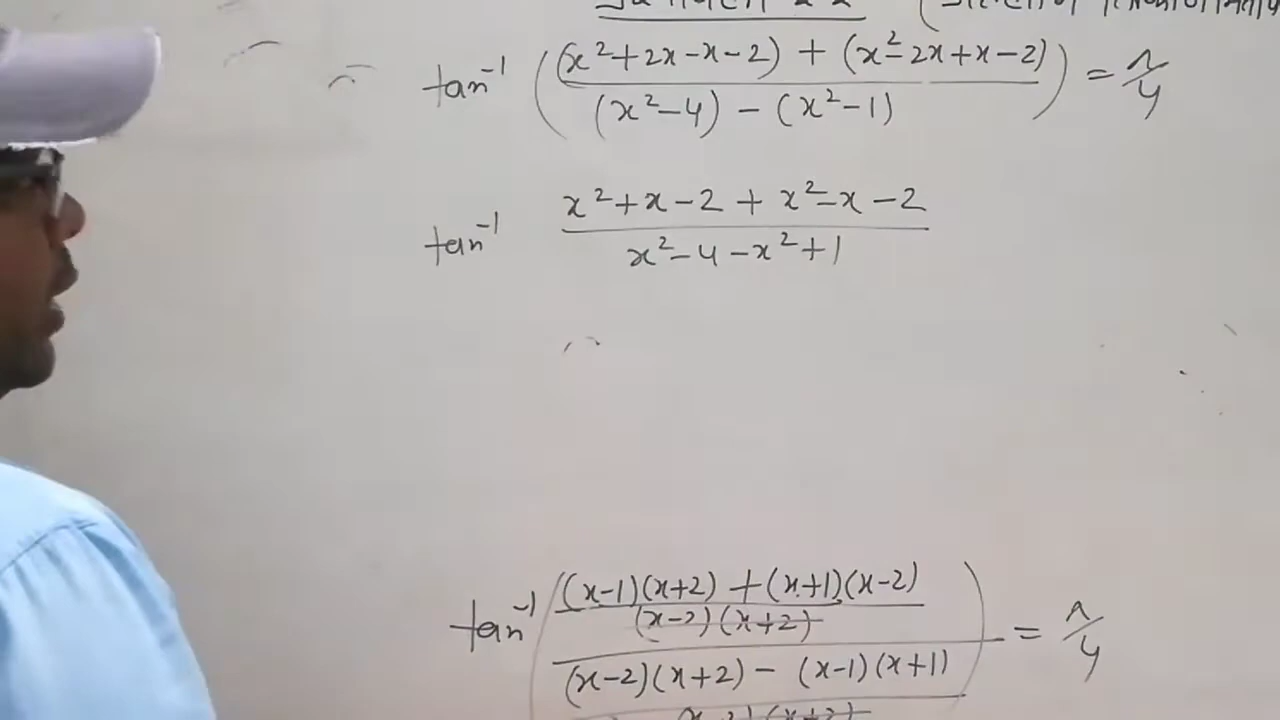 tan⁻¹ ( (x²+2x-x-2) + (x²-2x+x-2) / (x²-4) - (x²-1) ) = π/4
tan⁻¹ x²+x-2 + x²-x-2 / x²-4-x²+1
tan⁻¹ ( (x-1)(x+2) + (x+1)(x-2) / (x-2)(x+2) / (x-2)(x+2) - (x-1)(x+1) / (x+2) ) = π/4